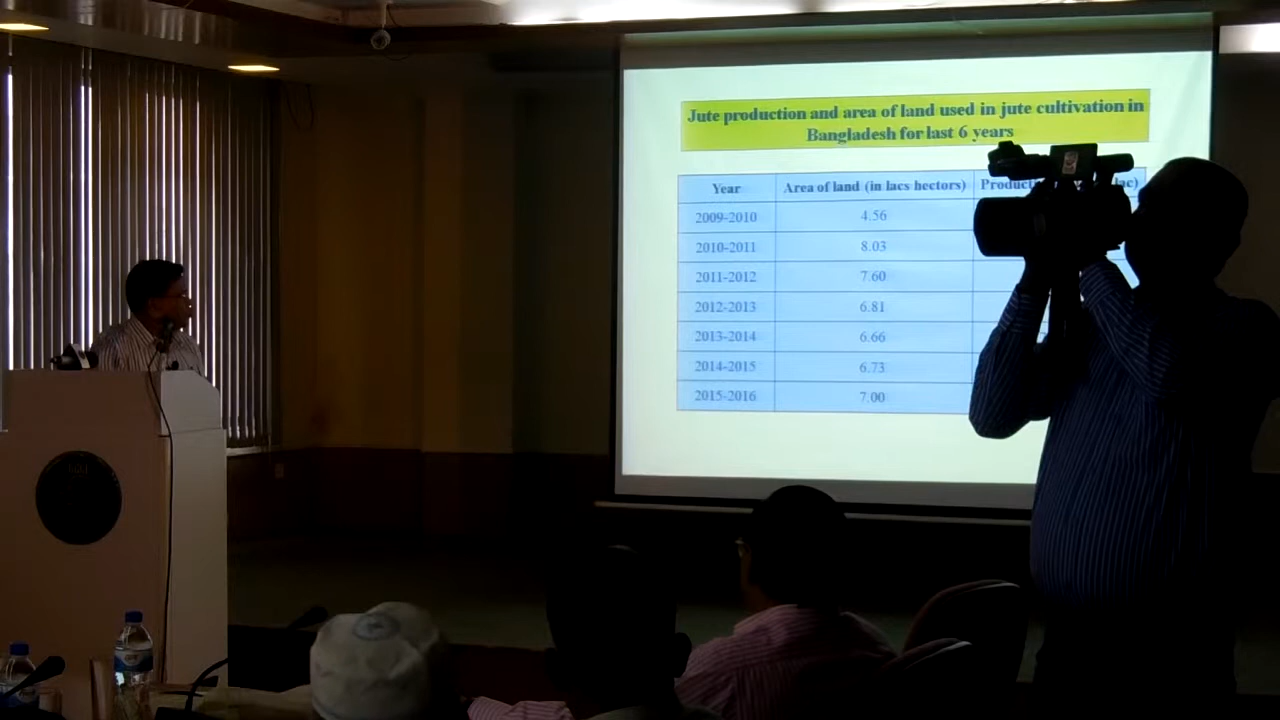 Jute production and area of land used in jute cultivation in
Bangladesh for last 6 years
Year Area of land (in lacs hectors) lac)
2009-2010 4.56
2010-2011 8.03
2011-2012 7.60
2012-2013 6.81
2013-2014 6.66
2014-2015 6.73
2015-2016 7.00